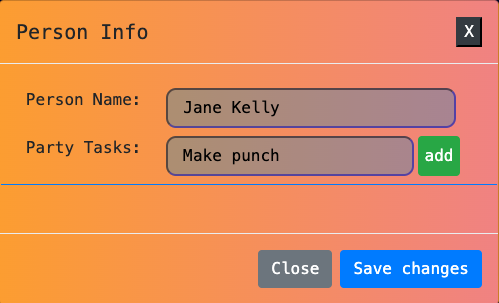 Person Info X
Person Name: Jane Kelly
Party Tasks: Make punch add
Close Save changes